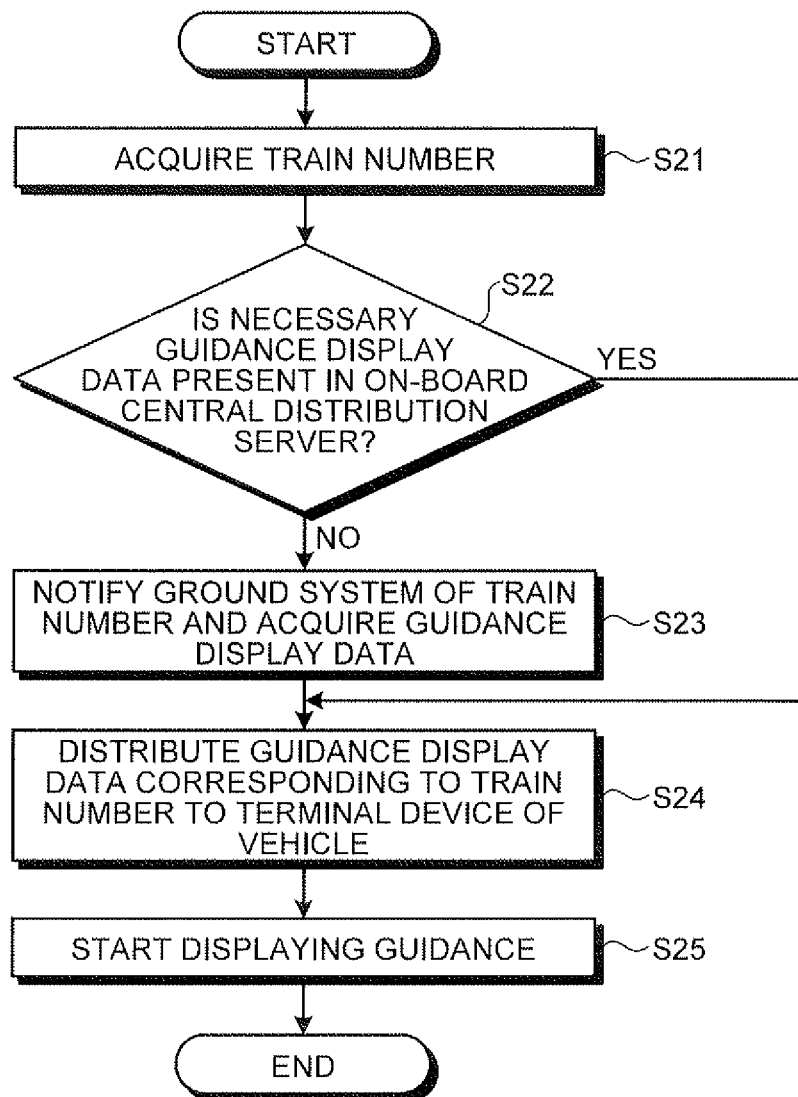 START
ACQUIRE TRAIN NUMBER
S21
S22
IS NECESSARY
GUIDANCE DISPLAY
DATA PRESENT IN ON-BOARD
CENTRAL DISTRIBUTION
SERVER?
YES
NO
NOTIFY GROUND SYSTEM OF TRAIN
NUMBER AND ACQUIRE GUIDANCE
DISPLAY DATA
S23
DISTRIBUTE GUIDANCE DISPLAY
DATA CORRESPONDING TO TRAIN
NUMBER TO TERMINAL DEVICE OF
VEHICLE
S24
START DISPLAYING GUIDANCE
S25
END